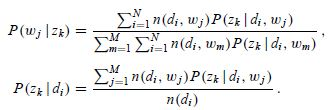 P(w_j | z_k) = \frac{\sum_{i=1}^{N} n(d_i, w_j) P(z_k | d_i, w_j)}{\sum_{m=1}^{M} \sum_{i=1}^{N} n(d_i, w_m) P(z_k | d_i, w_m)} ,
P(z_k | d_i) = \frac{\sum_{j=1}^{M} n(d_i, w_j) P(z_k | d_i, w_j)}{n(d_i)} .